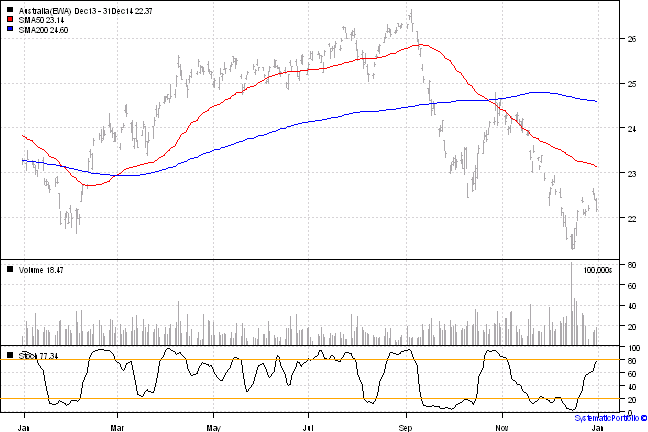 Australia(EWA) Dec13 - 31Dec14 22.37
SMA50 23.14
SMA200 24.60
26
25
24
23
22
Volume 18.47
100,000s
80
60
40
20
Stoch 77.34
100
80
60
40
20
0
Jan Mar May Jul Sep Nov Jan
SystematicPortfolio ©